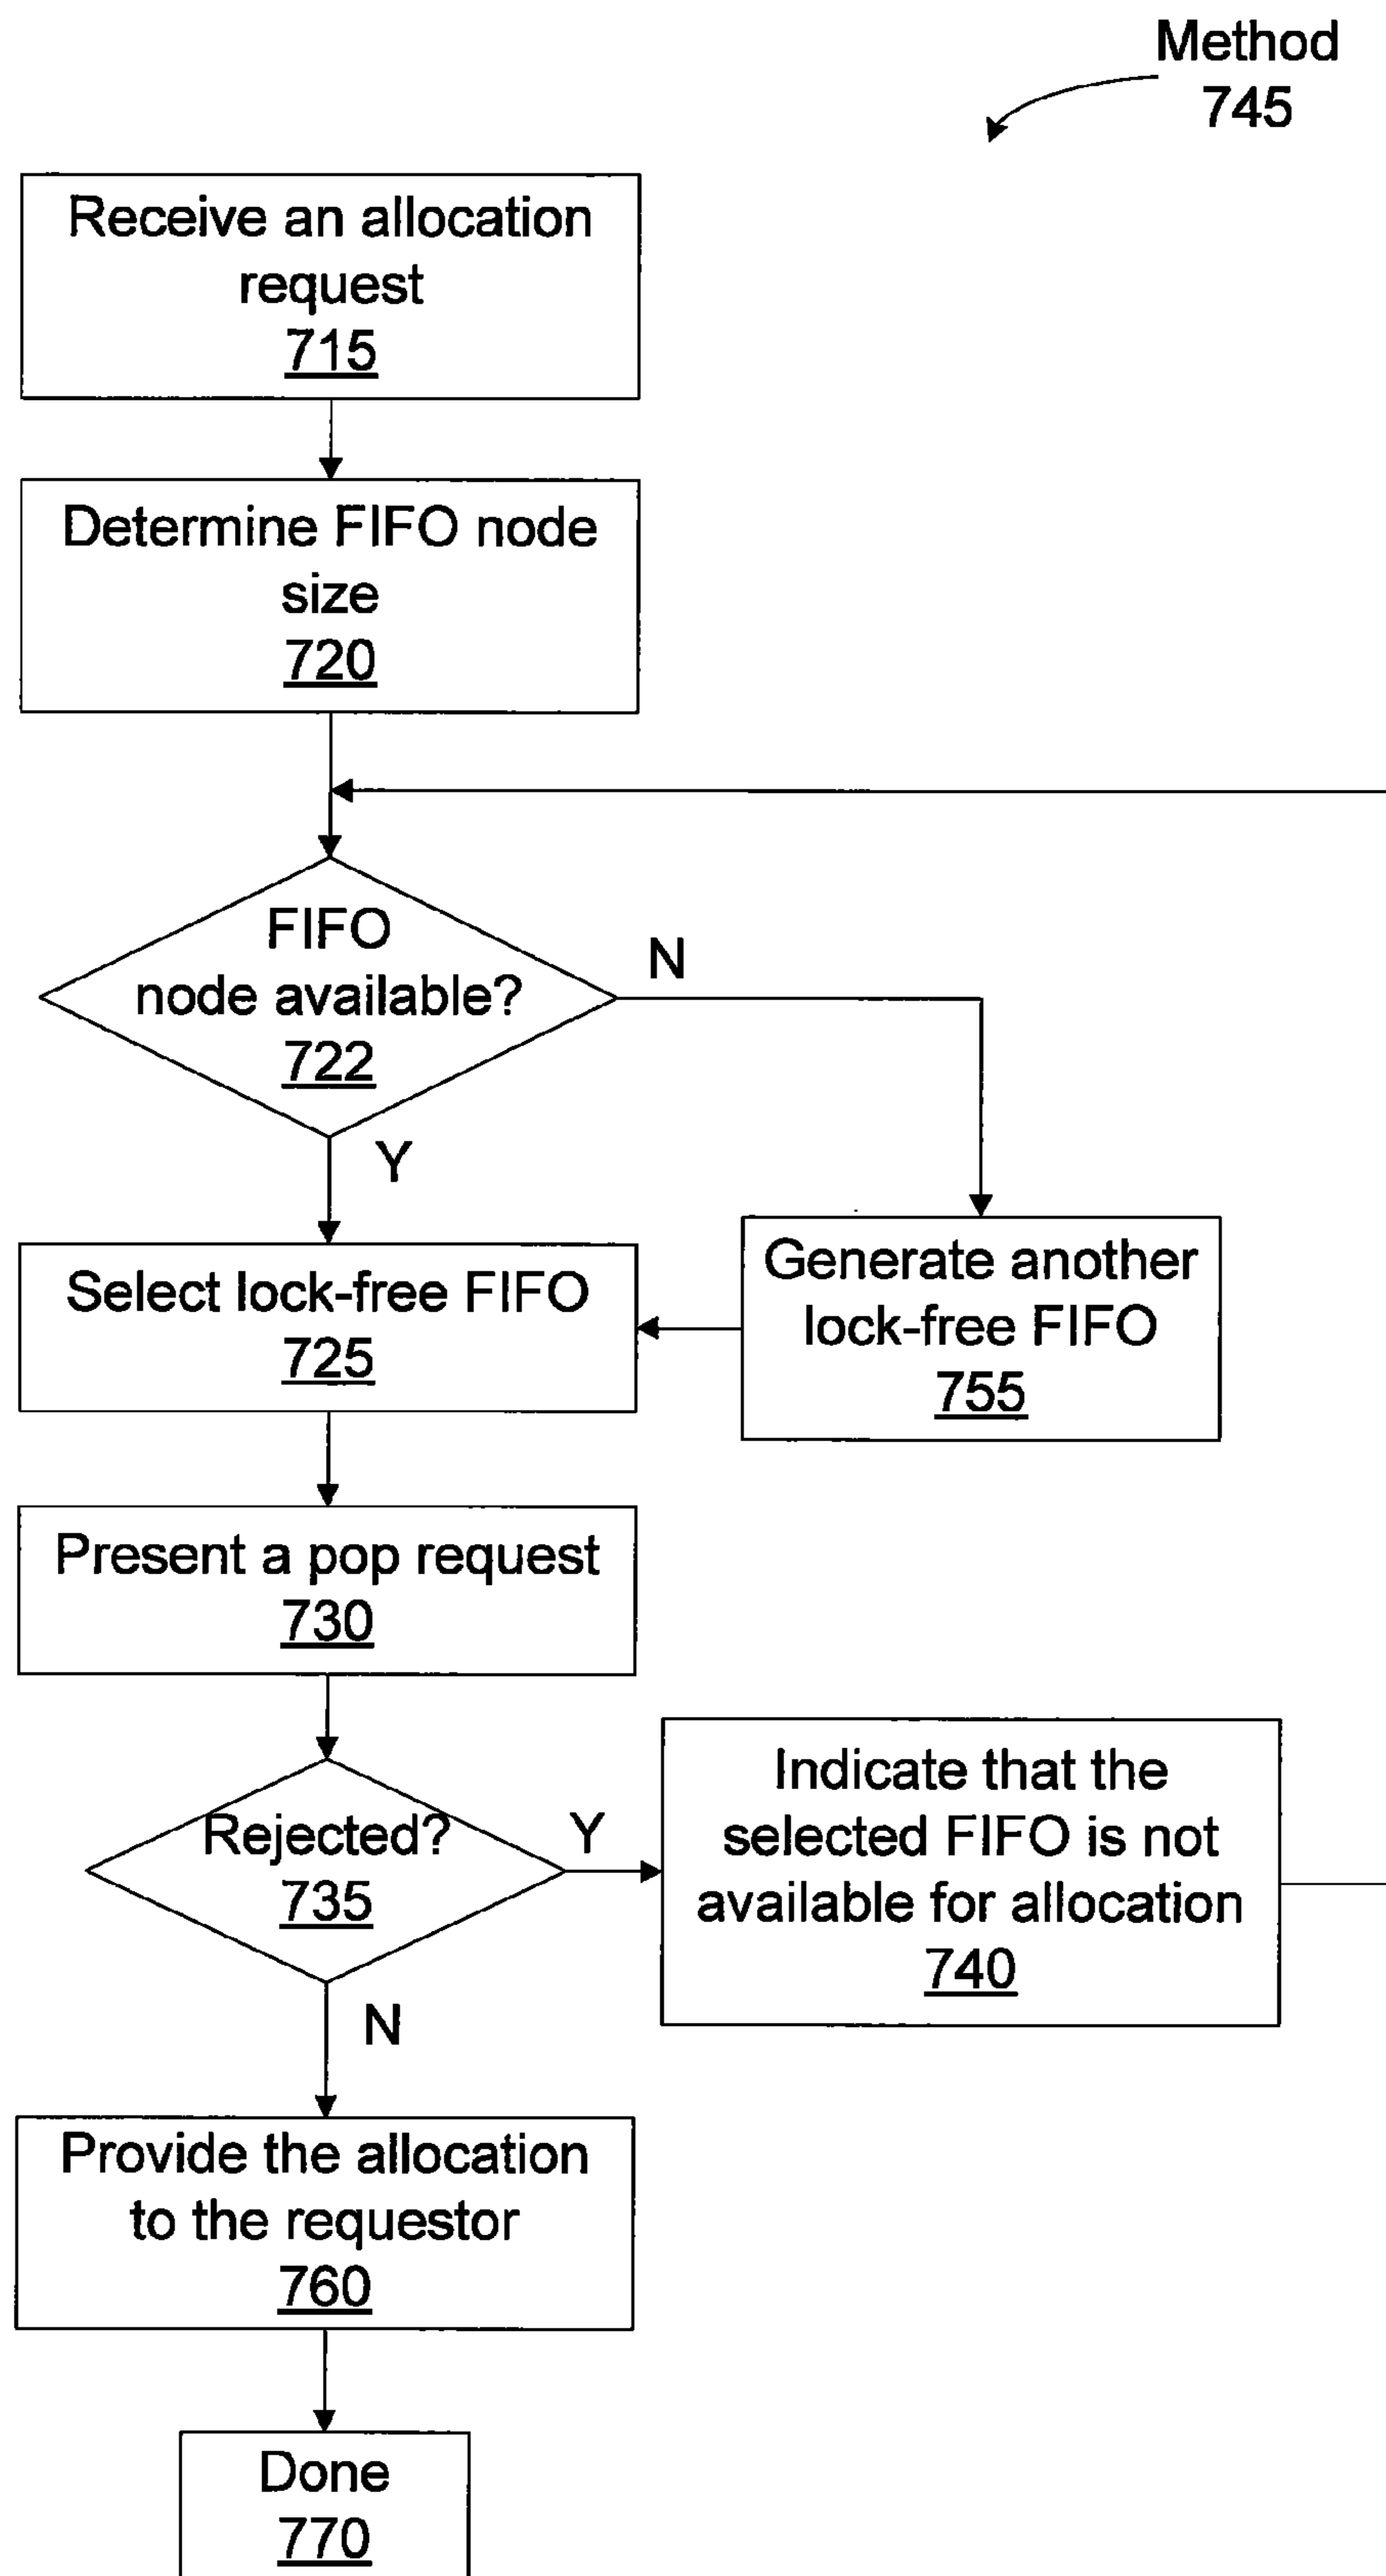 Method
745
Receive an allocation
request
715
Determine FIFO node
size
720
FIFO
node available?
722
N
Y
Select lock-free FIFO
725
Generate another
lock-free FIFO
755
Present a pop request
730
Rejected?
735
Y
Indicate that the
selected FIFO is not
available for allocation
740
N
Provide the allocation
to the requestor
760
Done
770